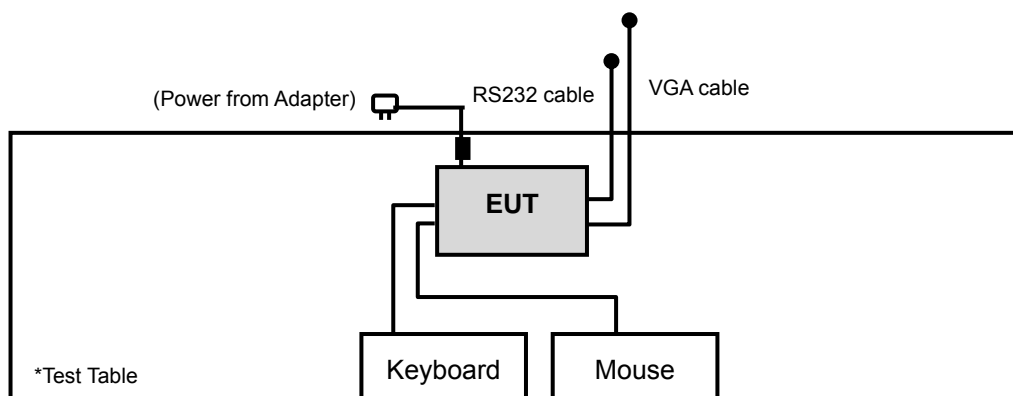 (Power from Adapter)
RS232 cable
VGA cable
EUT
Keyboard
Mouse
*Test Table